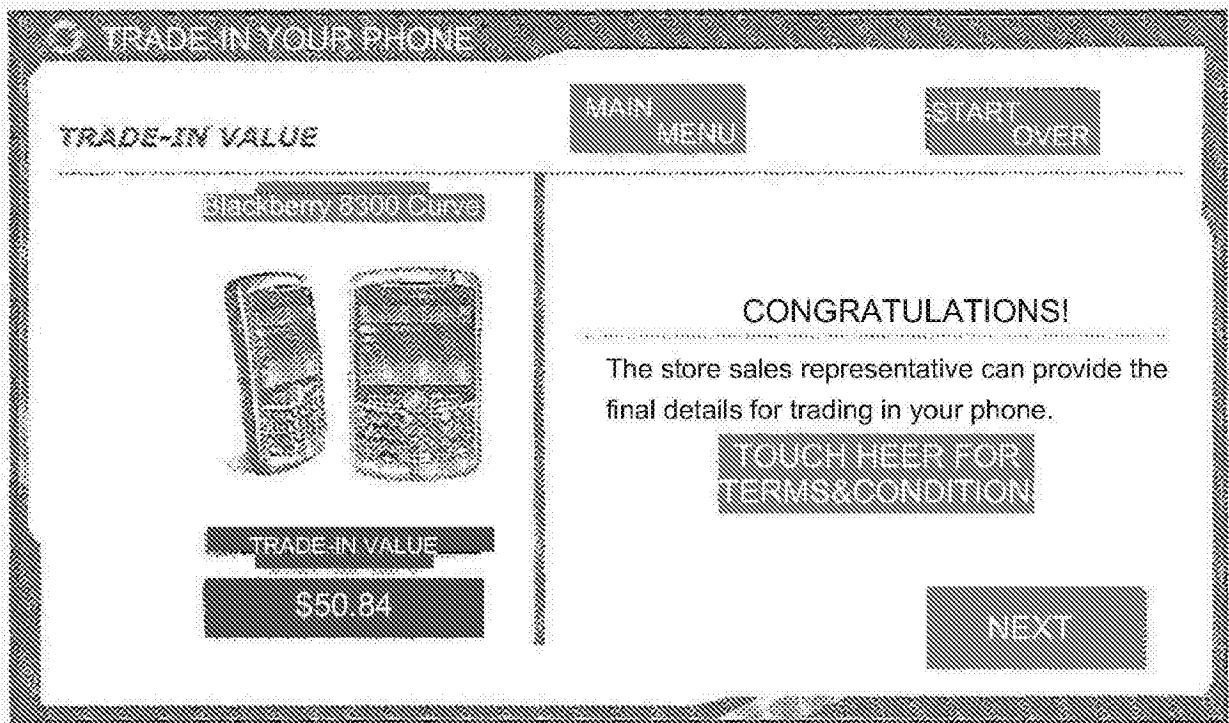 TRADE IN YOUR PHONE
MAIN
MENU
START
OVER
TRADE-IN VALUE
Blackberry 8300 Curve
CONGRATULATIONS!
The store sales representative can provide the
final details for trading in your phone.
TOUCH HEER FOR
TERMS&CONDITION
TRADE-IN VALUE
$50.84
NEXT